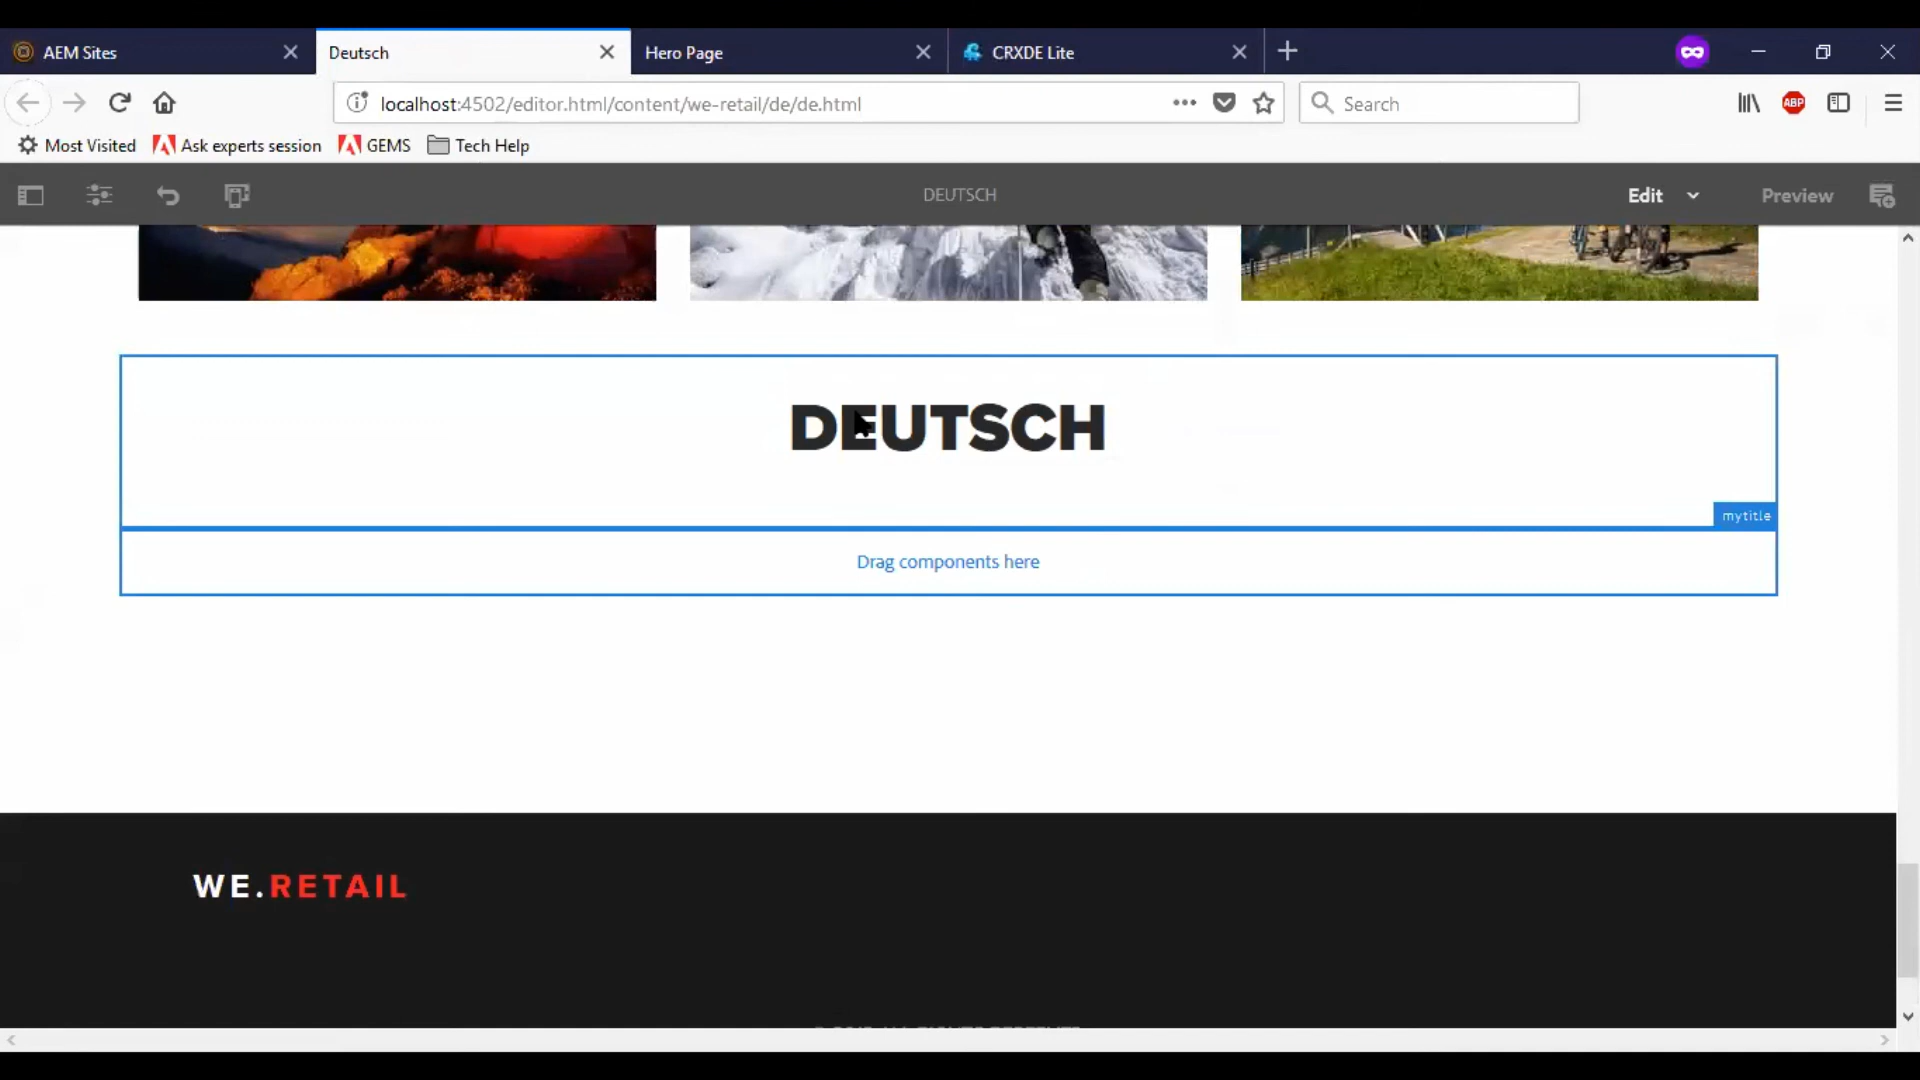 AEM Sites
Deutsch
Hero Page
CRXDE Lite
localhost:4502/editor.html/content/we-retail/de/de.html
Search
ABP
Most Visited
Ask experts session
GEMS
Tech Help
DEUTSCH
Edit
Preview
DEUTSCH
mytitle
Drag components here
WE.RETAIL